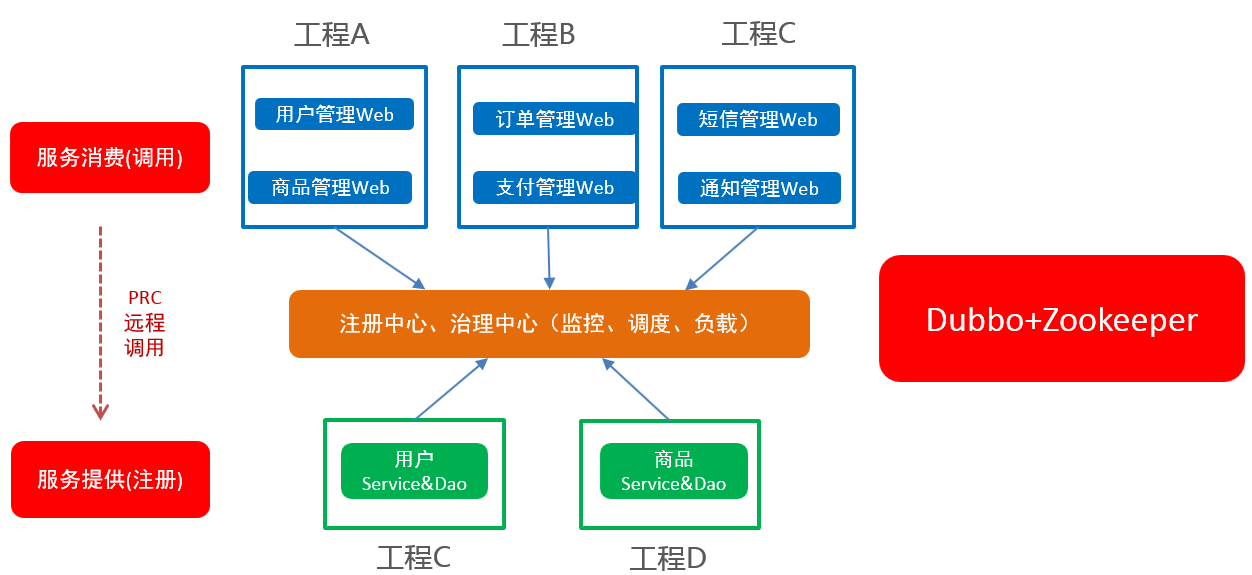 工程A
工程B
工程C
用户管理Web
订单管理Web
短信管理Web
服务消费(调用)
商品管理Web
支付管理Web
通知管理Web
PRC
远程
调用
注册中心、治理中心（监控、调度、负载）
Dubbo+Zookeeper
服务提供(注册)
用户
Service&Dao
商品
Service&Dao
工程C
工程D